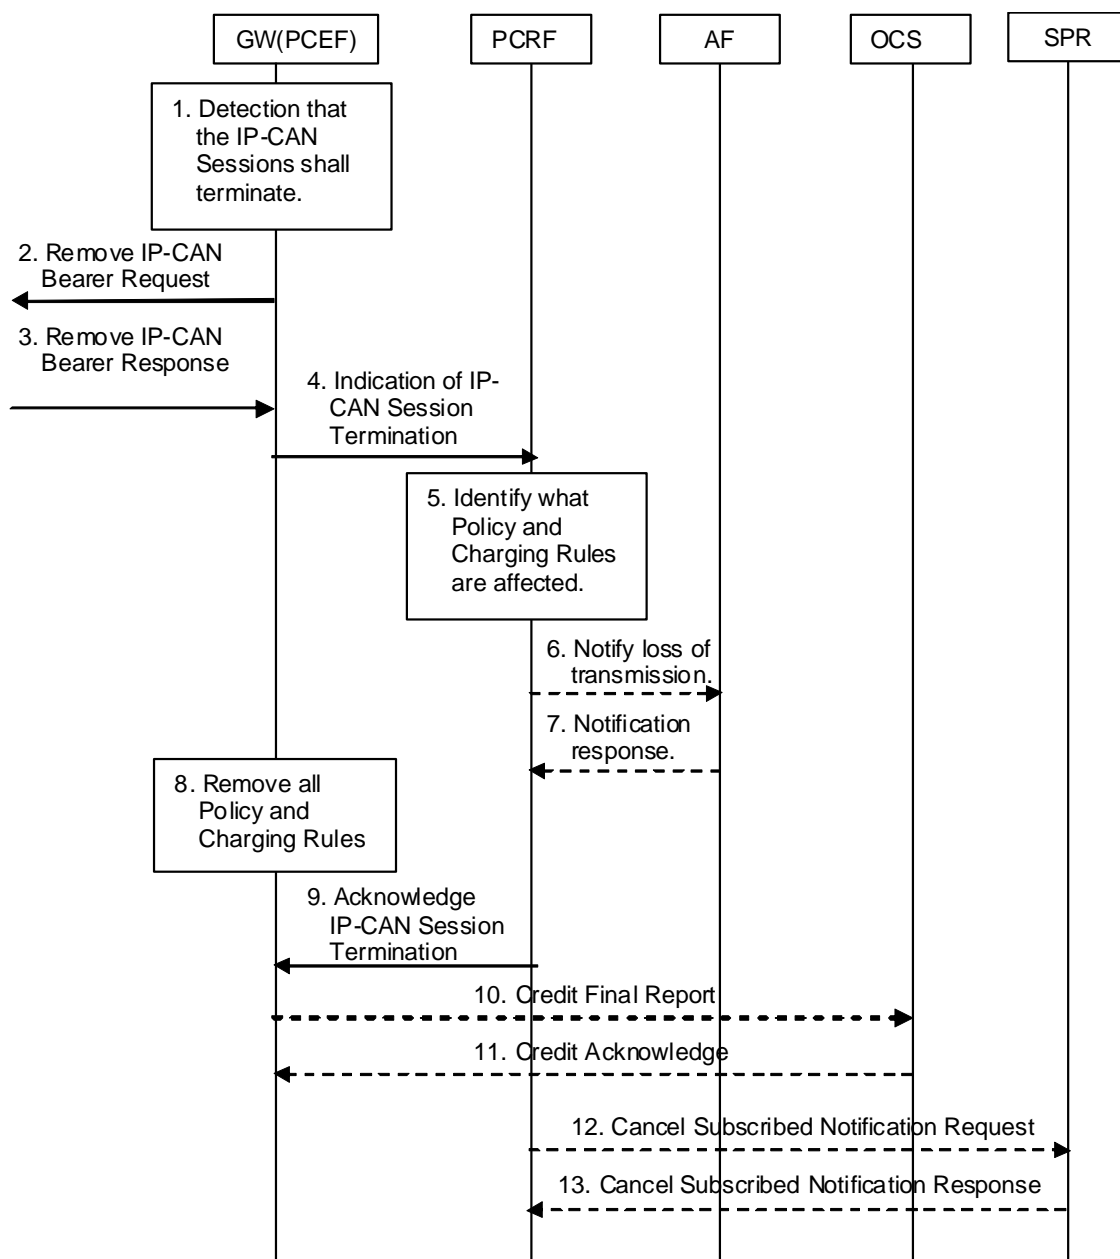 GW(PCEF)
PCRF
AF
OCS
SPR
1. Detection that
the IP-CAN
Sessions shall
terminate.
2. Remove IP-CAN
Bearer Request
3. Remove IP-CAN
Bearer Response
4. Indication of IP-
CAN Session
Termination
5. Identify what
Policy and
Charging Rules
are affected.
6. Notify loss of
transmission.
7. Notification
response.
8. Remove all
Policy and
Charging Rules
9. Acknowledge
IP-CAN Session
Termination
10. Credit Final Report
11. Credit Acknowledge
12. Cancel Subscribed Notification Request
13. Cancel Subscribed Notification Response